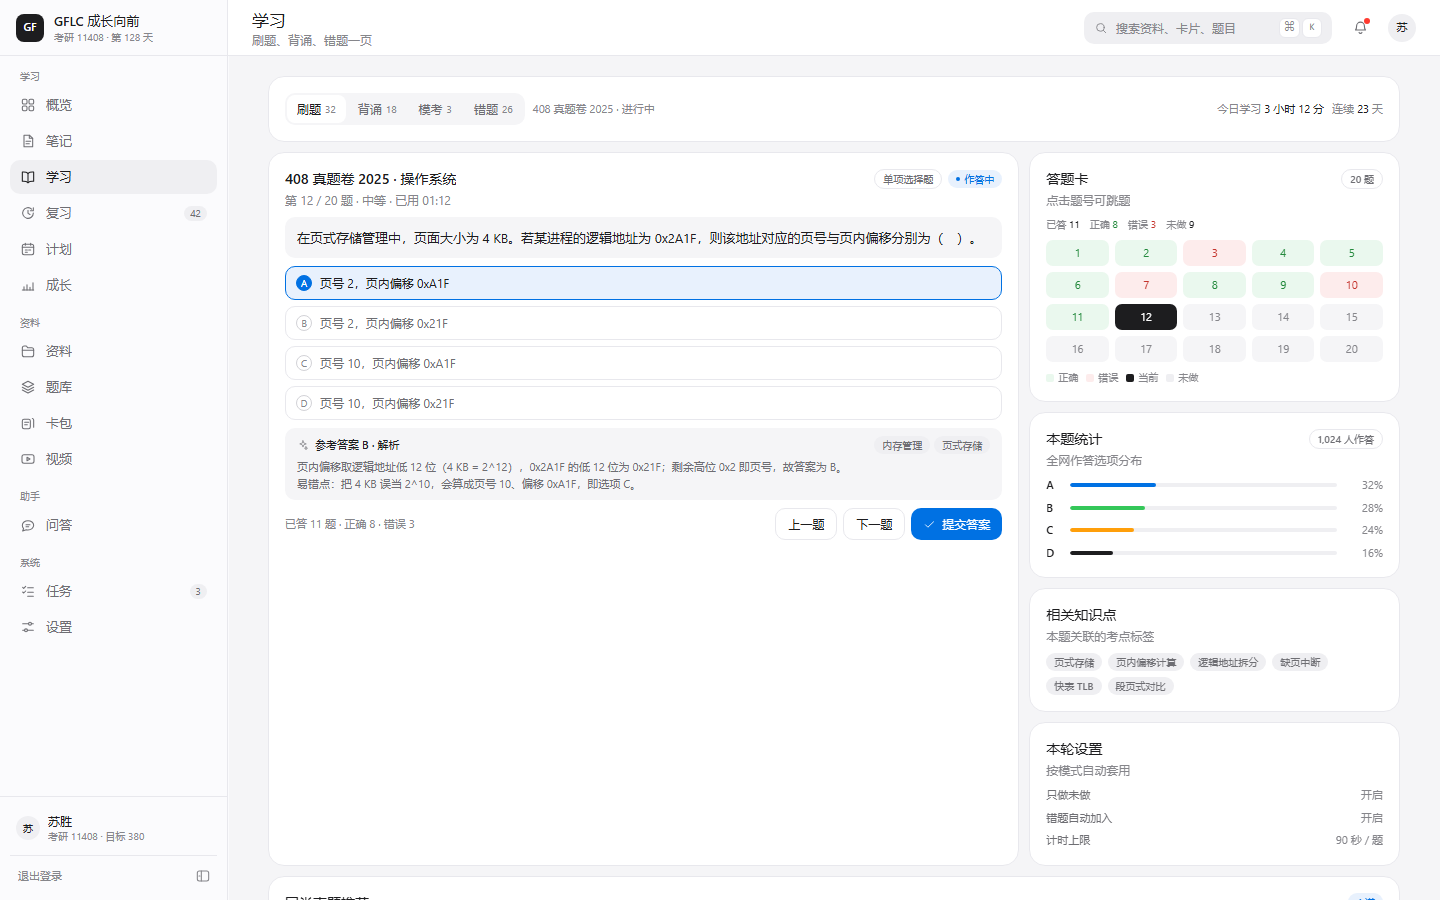 GF
GFLC 成长向前
考研 11408 · 第 128 天
学习
概览
笔记
学习
复习 42
计划
成长
资料
资料
题库
卡包
视频
助手
问答
系统
任务 3
设置
苏 苏胜
考研 11408 · 目标 380
退出登录
学习
刷题、背诵、错题一页
搜索资料、卡片、题目 ⌘ K
苏
刷题 32 背诵 18 模考 3 错题 26 408 真题卷 2025 · 进行中
今日学习 3 小时 12 分 连续 23 天
408 真题卷 2025 · 操作系统
单项选择题 作答中
第 12 / 20 题 · 中等 · 已用 01:12
在页式存储管理中，页面大小为 4 KB。若某进程的逻辑地址为 0x2A1F，则该地址对应的页号与页内偏移分别为（ ）。
A 页号 2，页内偏移 0xA1F
B 页号 2，页内偏移 0x21F
C 页号 10，页内偏移 0xA1F
D 页号 10，页内偏移 0x21F
参考答案 B · 解析 内存管理 页式存储
页内偏移取逻辑地址低 12 位（4 KB = 2^12），0x2A1F 的低 12 位为 0x21F；剩余高位 0x2 即页号，故答案为 B。
易错点：把 4 KB 误当 2^10，会算成页号 10、偏移 0xA1F，即选项 C。
已答 11 题 · 正确 8 · 错误 3
上一题 下一题 提交答案
答题卡 20 题
点击题号可跳题
已答 11 正确 8 错误 3 未做 9
1 2 3 4 5
6 7 8 9 10
11 12 13 14 15
16 17 18 19 20
正确 错误 当前 未做
本题统计 1,024 人作答
全网作答选项分布
A 32%
B 28%
C 24%
D 16%
相关知识点
本题关联的考点标签
页式存储 页内偏移计算 逻辑地址拆分 缺页中断
快表 TLB 段页式对比
本轮设置
按模式自动套用
只做未做 开启
错题自动加入 开启
计时上限 90 秒 / 题